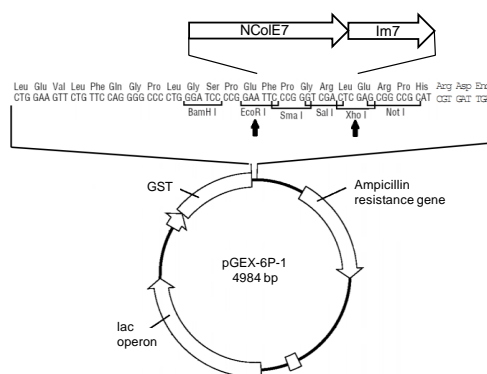 NColE7 Im7
Leu Glu Val Leu Phe Gln Gly Pro Leu Gly Ser Pro Glu Phe Pro Gly Arg Leu Glu Arg Pro His Arg Asp End
CTG GAA GTT CTG TTC CAG GGG CCC CTG GGA TCC CCG GAA TTC CCG GGT CGA CTC GAG CGG CCG CAT CGT GAT TG
BamH I EcoR I Sma I Sal I Xho I Not I
GST
Ampicillin
resistance gene
pGEX-6P-1
4984 bp
lac
operon